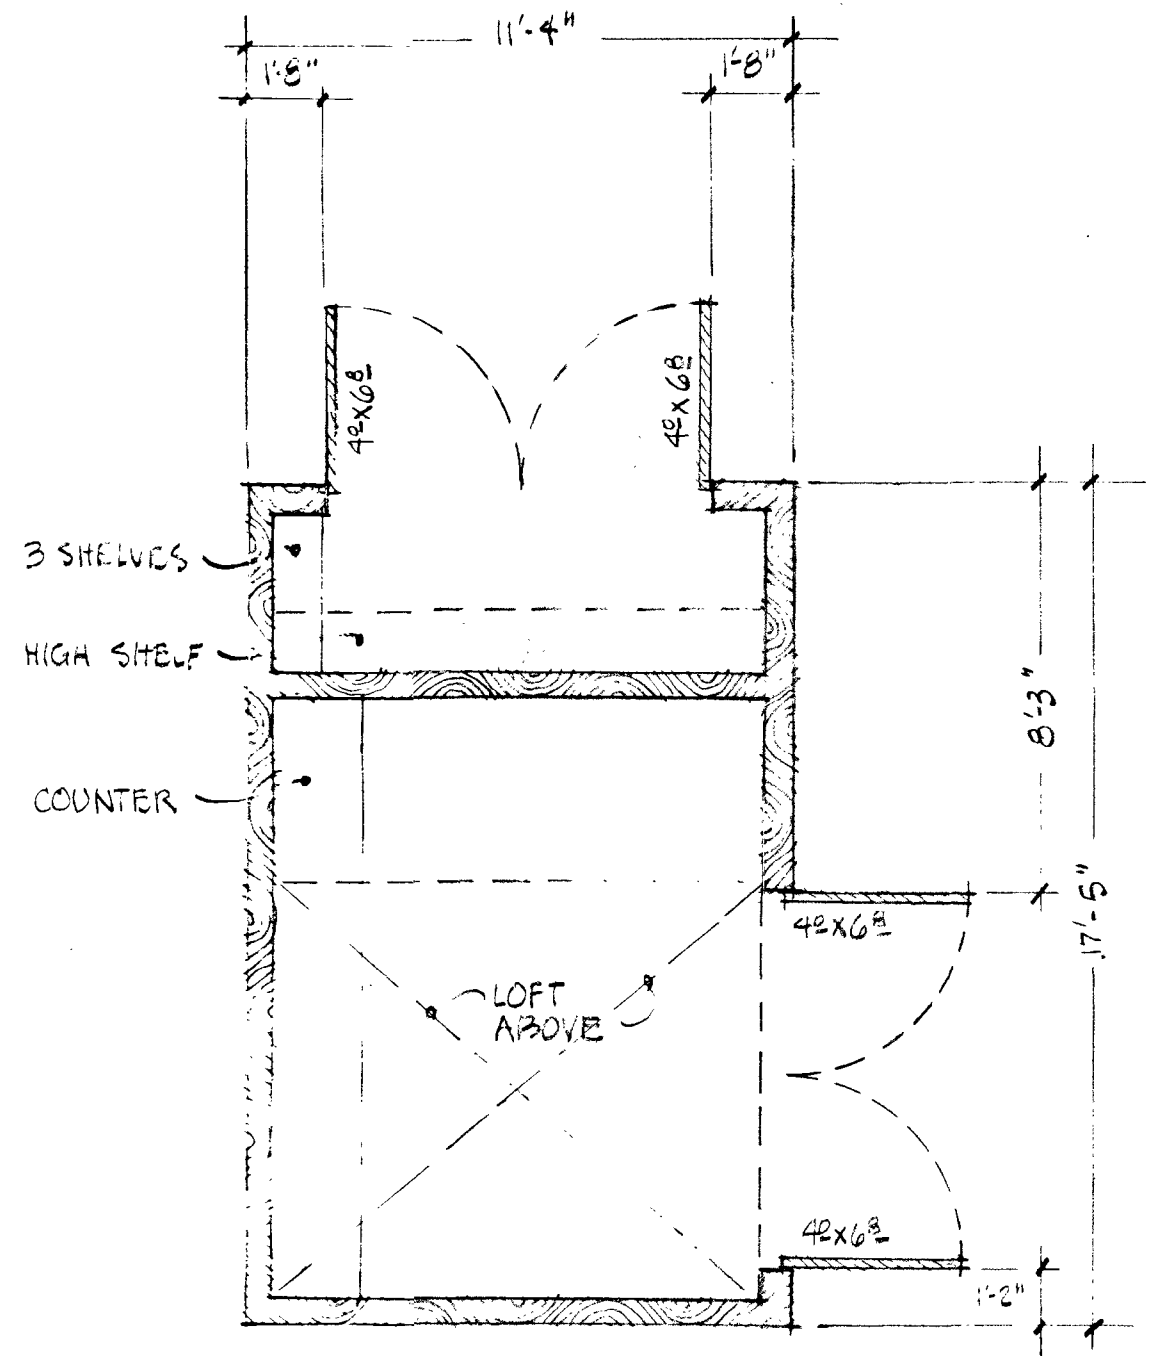 11'-4"
1'-8"
1'-8"
4⁰x6⁸
4⁰x6⁸
3 SHELVES
HIGH SHELF
COUNTER
8'-3"
17'-5"
4⁰x6⁸
LOFT
ABOVE
4⁰x6⁸
1'-2"